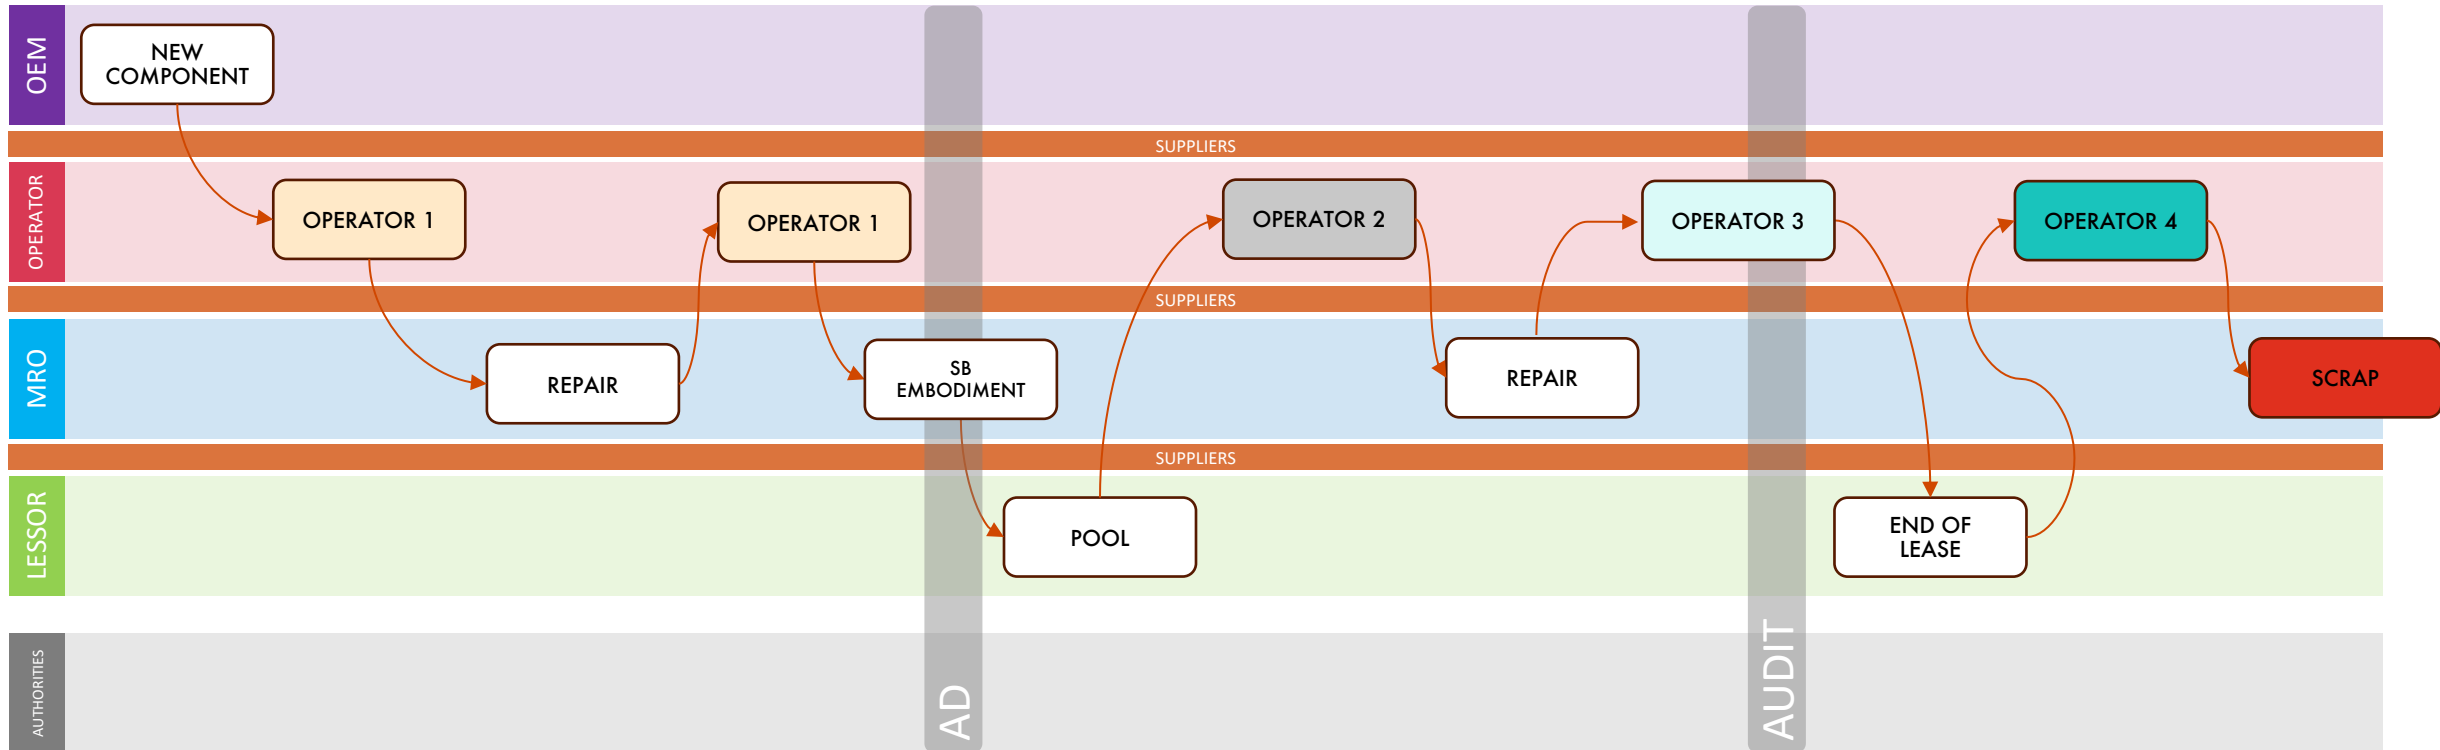 OEM
NEW
COMPONENT
SUPPLIERS
OPERATOR
OPERATOR 1
OPERATOR 1
OPERATOR 2
OPERATOR 3
OPERATOR 4
SUPPLIERS
MRO
REPAIR
SB
EMBODIMENT
REPAIR
SCRAP
SUPPLIERS
LESSOR
POOL
END OF
LEASE
AUTHORITIES
AD
AUDIT